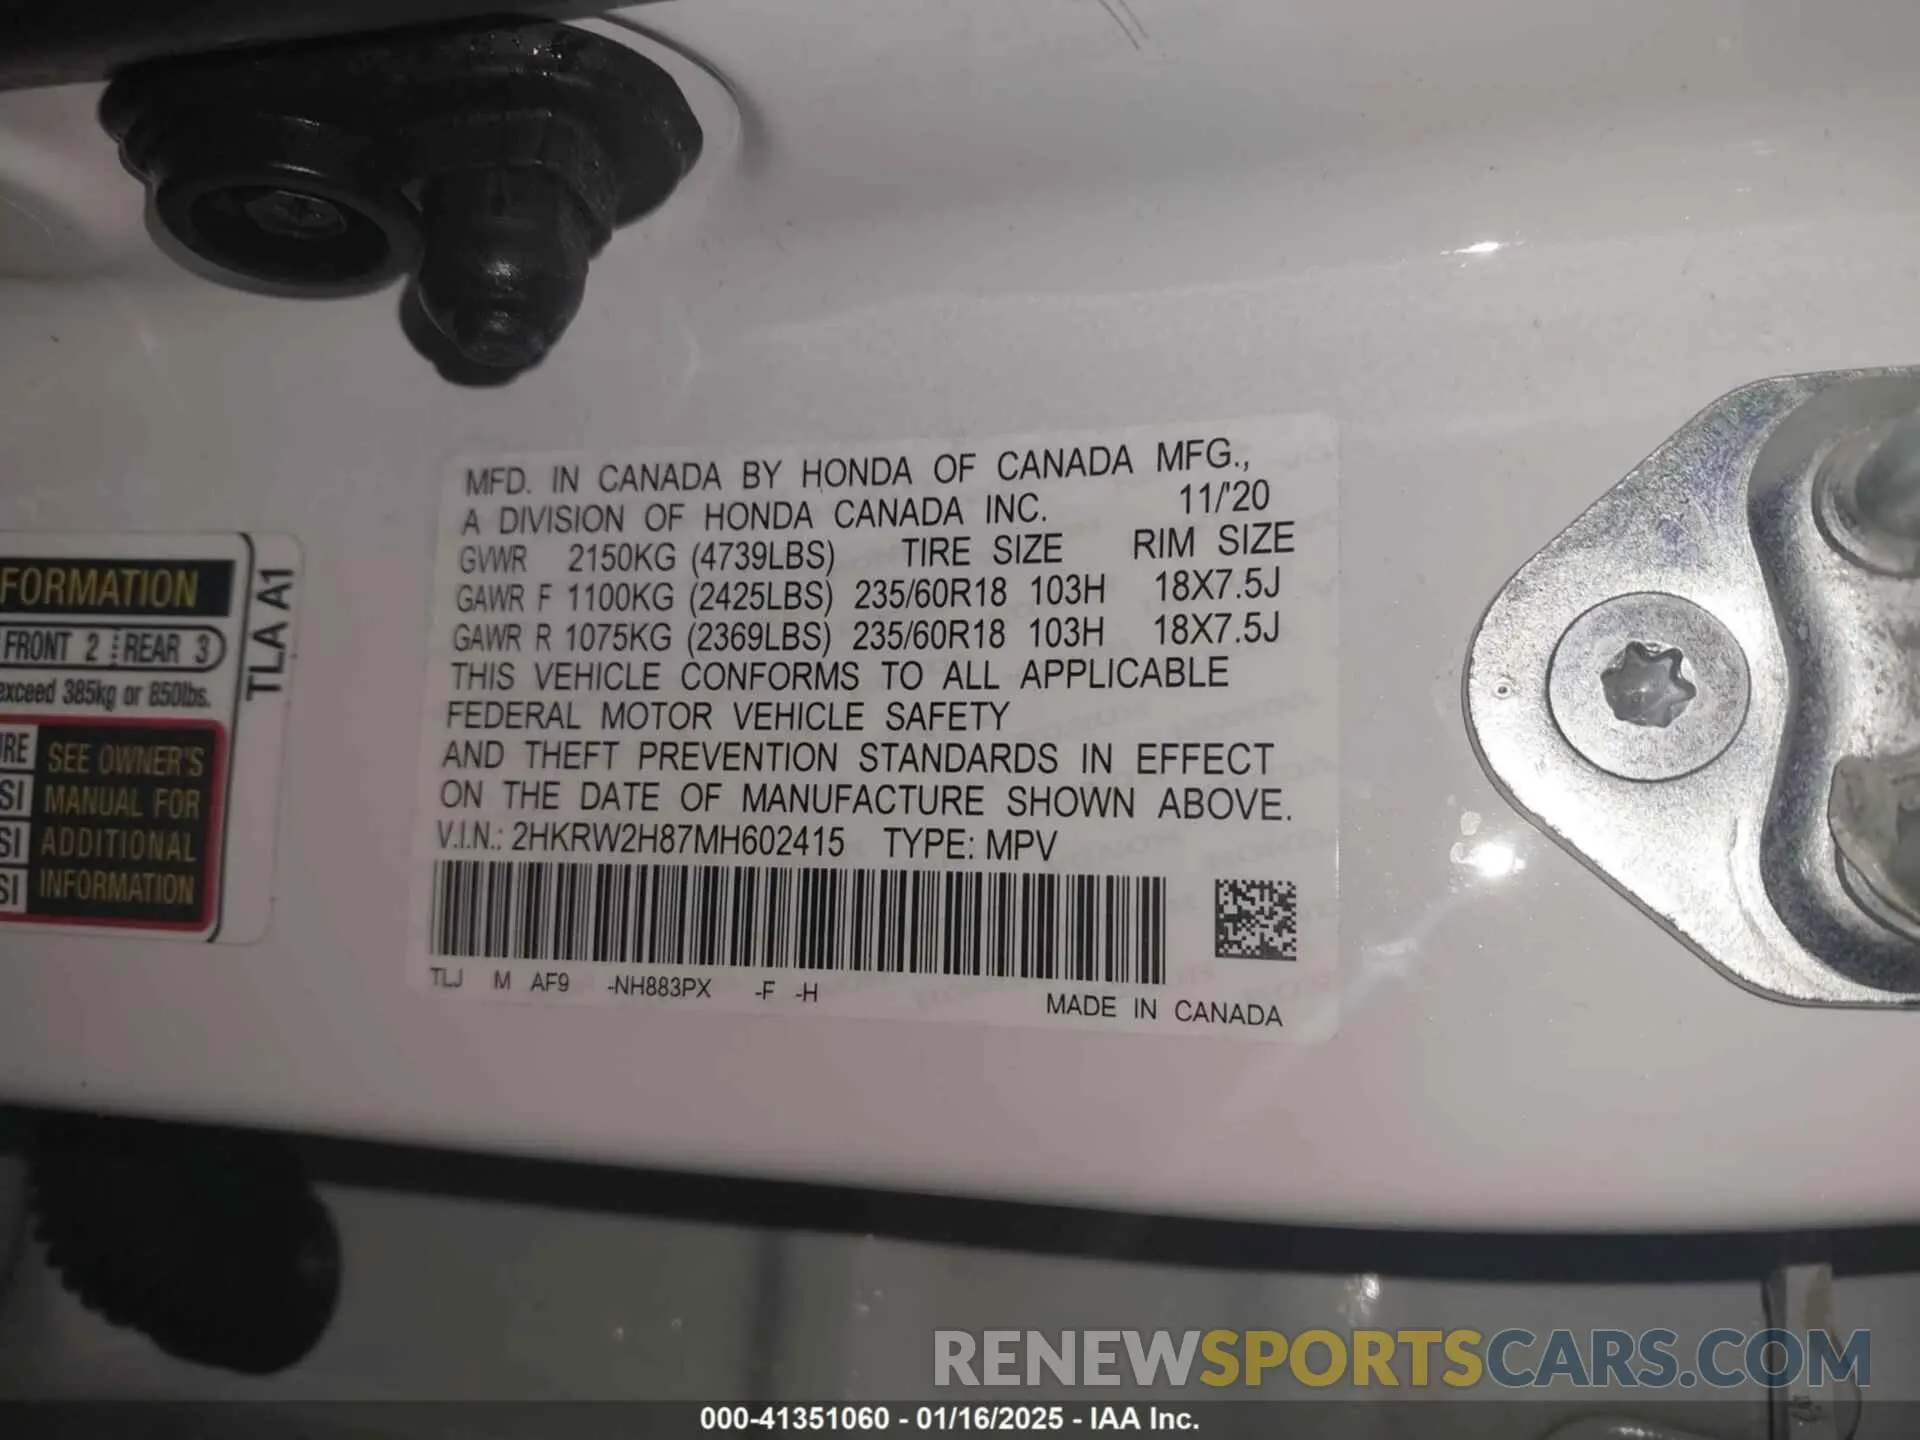 MFD. IN CANADA BY HONDA OF CANADA MFG.,
A DIVISION OF HONDA CANADA INC. 11/'20
GVWR 2150KG (4739LBS) TIRE SIZE RIM SIZE
GAWR F 1100KG (2425LBS) 235/60R18 103H 18X7.5J
GAWR R 1075KG (2369LBS) 235/60R18 103H 18X7.5J
THIS VEHICLE CONFORMS TO ALL APPLICABLE
FEDERAL MOTOR VEHICLE SAFETY
AND THEFT PREVENTION STANDARDS IN EFFECT
ON THE DATE OF MANUFACTURE SHOWN ABOVE.
V.I.N.: 2HKRW2H87MH602415 TYPE: MPV
TLJ M AF9 -NH883PX -F -H
MADE IN CANADA
FORMATION
FRONT 2 REAR 3
exceed 385kg or 850lbs.
TLA A1
SEE OWNER'S
MANUAL FOR
ADDITIONAL
INFORMATION
RENEWSPORTSCARS.COM
000-41351060 - 01/16/2025 - IAA Inc.